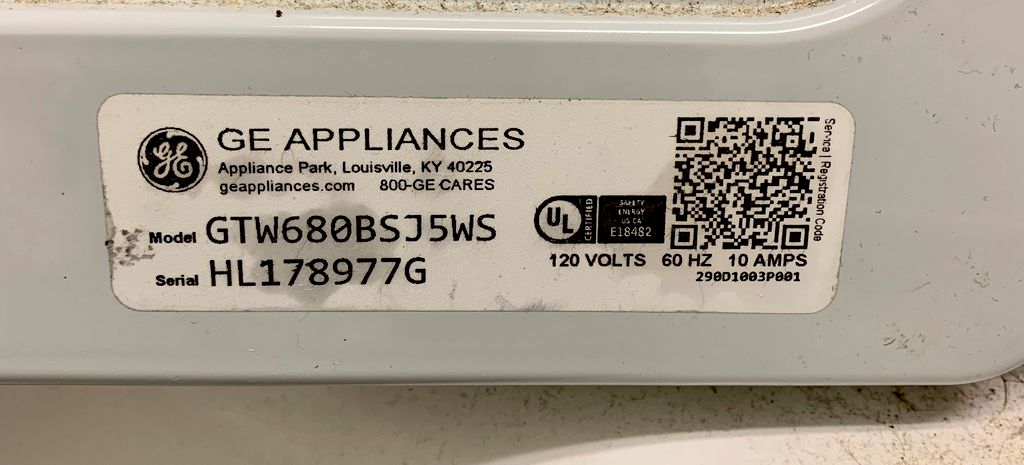 GE
GE APPLIANCES
Appliance Park, Louisville, KY 40225
geappliances.com 800-GE CARES
Model GTW680BSJ5WS
Serial HL178977G
UL
CERTIFIED
SAFETY
ENERGY
US CA
E18482
120 VOLTS 60 HZ 10 AMPS
290D1003P001
Service | Registration Code